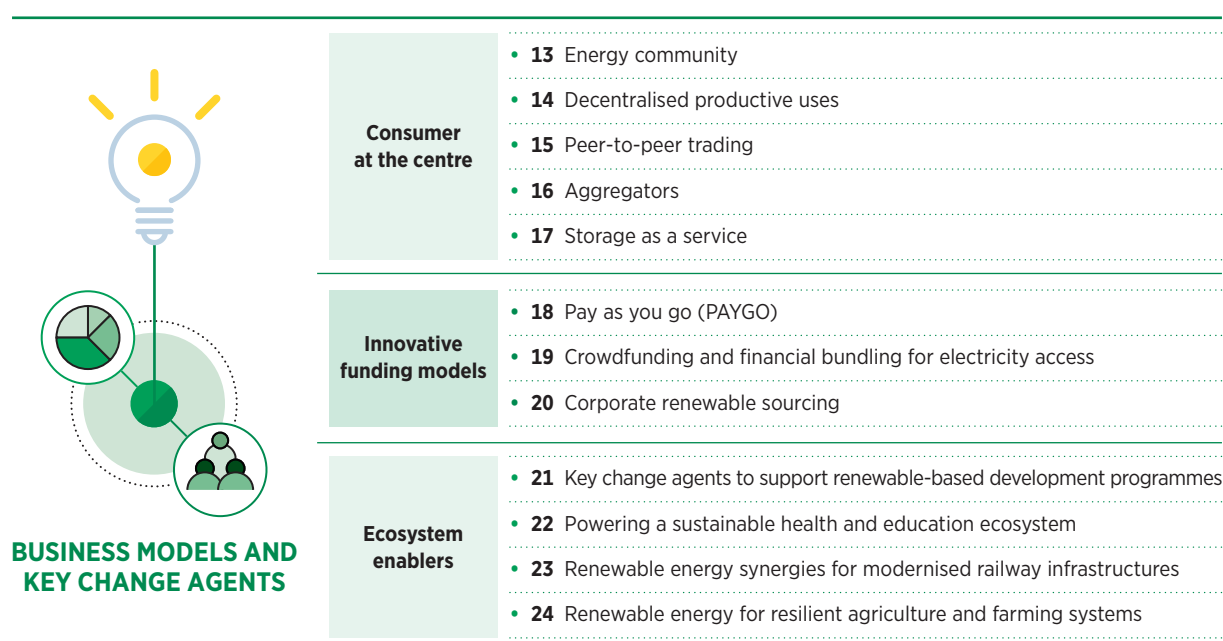 Consumer
at the centre
• 13 Energy community
• 14 Decentralised productive uses
• 15 Peer-to-peer trading
• 16 Aggregators
• 17 Storage as a service
Innovative
funding models
• 18 Pay as you go (PAYGO)
• 19 Crowdfunding and financial bundling for electricity access
• 20 Corporate renewable sourcing
Ecosystem
enablers
• 21 Key change agents to support renewable-based development programmes
• 22 Powering a sustainable health and education ecosystem
• 23 Renewable energy synergies for modernised railway infrastructures
• 24 Renewable energy for resilient agriculture and farming systems
BUSINESS MODELS AND
KEY CHANGE AGENTS